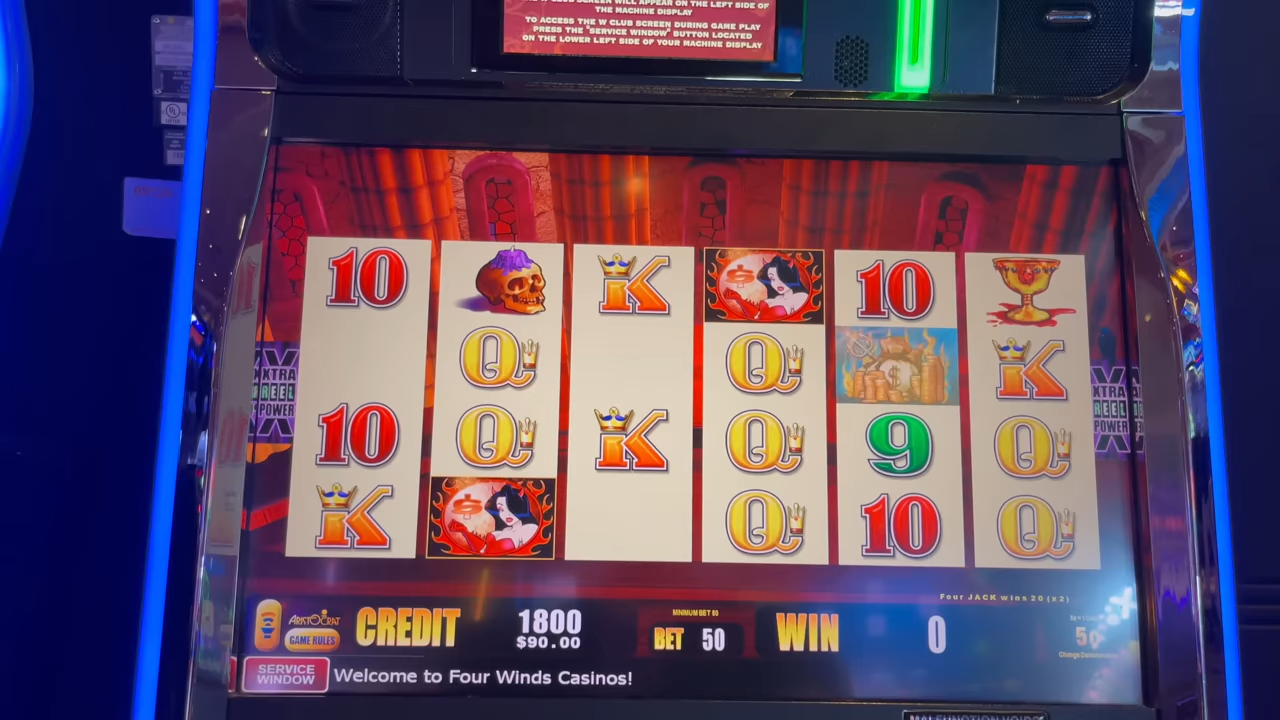 THE MACHINE DISPLAY
TO ACCESS THE W CLUB SCREEN DURING GAME PLAY
PRESS THE "SERVICE WINDOW" BUTTON LOCATED
ON THE LOWER LEFT SIDE OF YOUR MACHINE DISPLAY
10 K 10
Q Q K
10 Q K Q 9 Q
K Q 10 Q
XTRA
REEL
POWER
XTRA
REEL
POWER
Four JACK wins 20 (x2)
ARISTOCRAT
GAME RULES
CREDIT
1800
$90.00
MINIMUM BET 50
BET 50
WIN
0
5¢
SERVICE
WINDOW
Welcome to Four Winds Casinos!